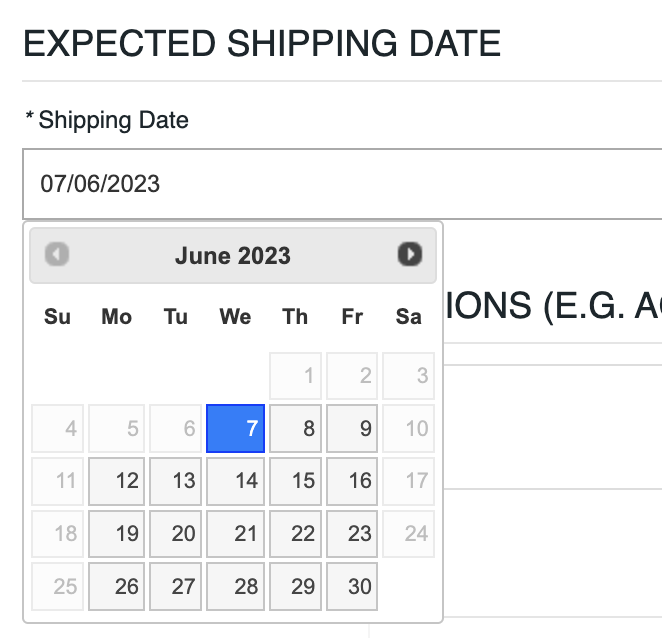 EXPECTED SHIPPING DATE
* Shipping Date
07/06/2023
June 2023
IONS (E.G. A
Su Mo Tu We Th Fr Sa
1 2 3
4 5 6 7 8 9 10
11 12 13 14 15 16 17
18 19 20 21 22 23 24
25 26 27 28 29 30